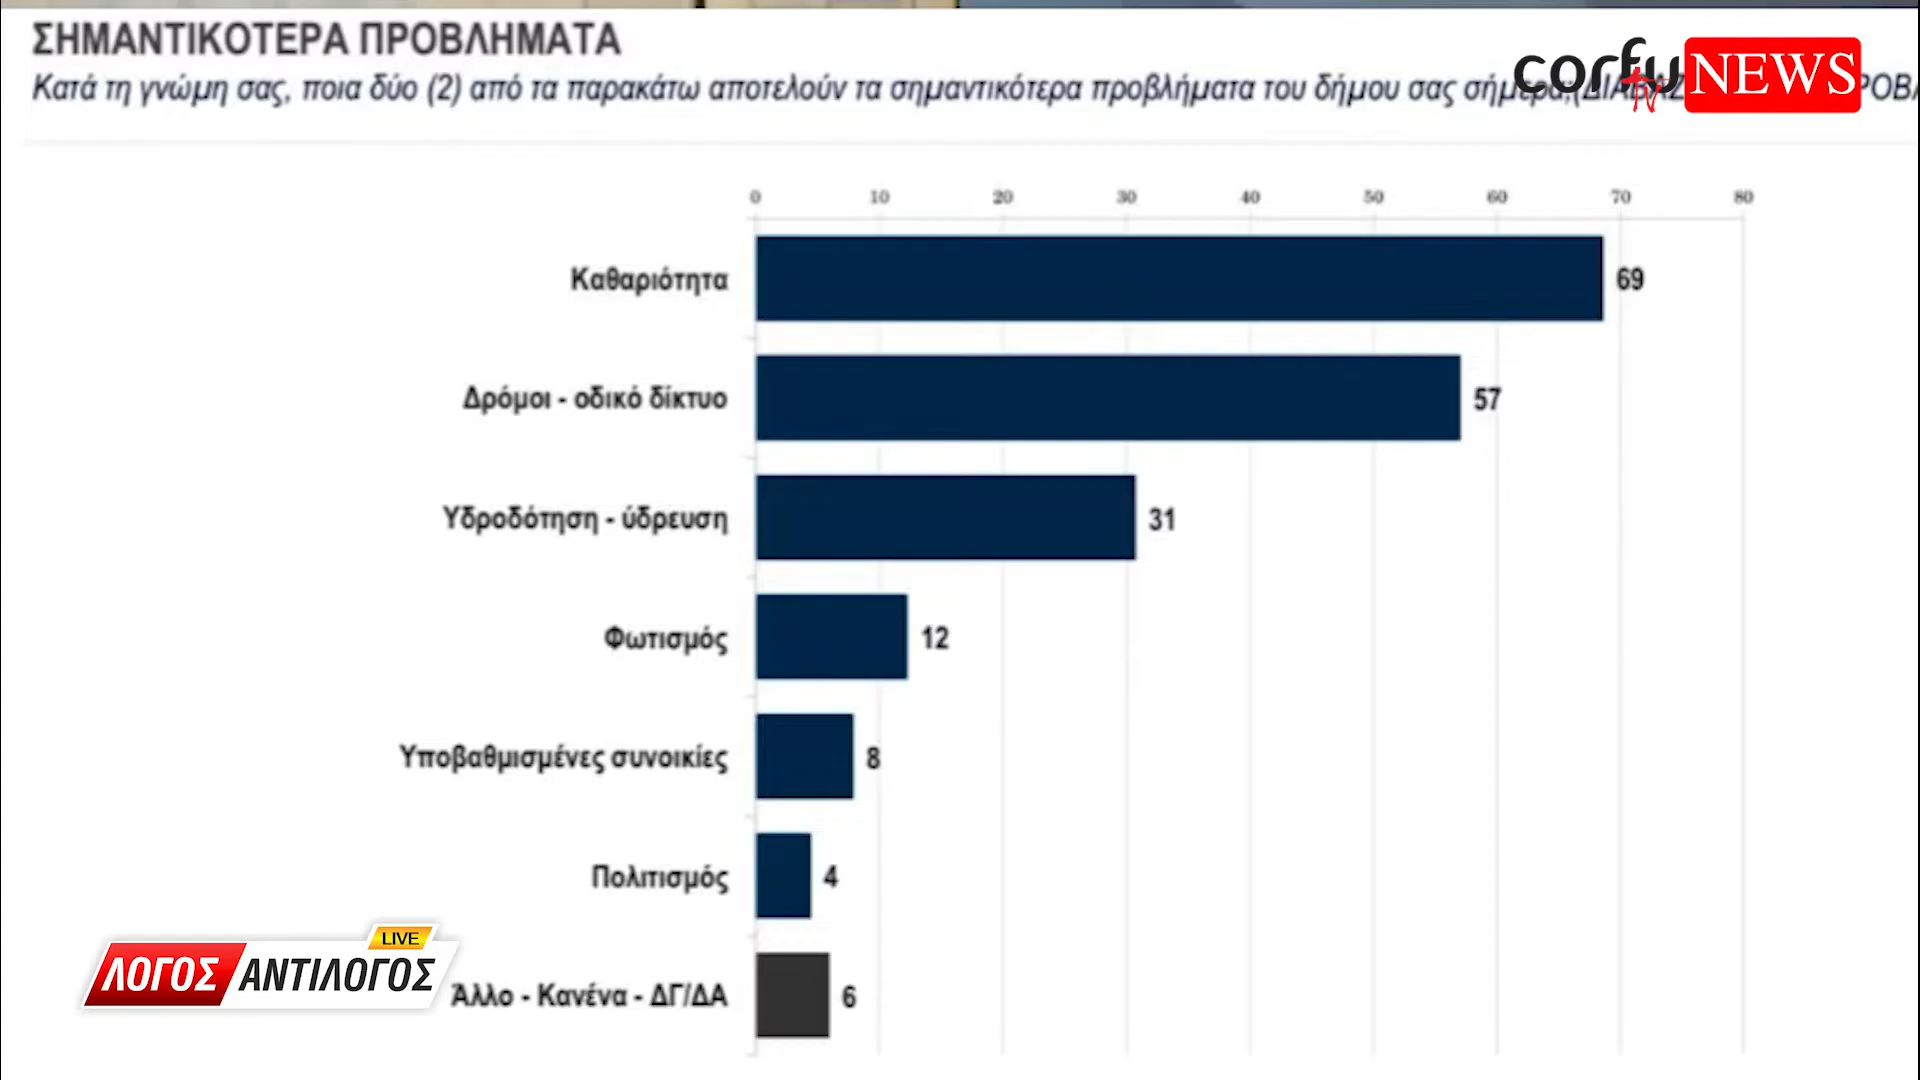 ΣΗΜΑΝΤΙΚΟΤΕΡΑ ΠΡΟΒΛΗΜΑΤΑ
Κατά τη γνώμη σας, ποια δύο (2) από τα παρακάτω αποτελούν τα σημαντικότερα προβλήματα του δήμου σας σήμερα;
corfu TV NEWS
0 10 20 30 40 50 60 70 80
Καθαριότητα 69
Δρόμοι - οδικό δίκτυο 57
Υδροδότηση - ύδρευση 31
Φωτισμός 12
Υποβαθμισμένες συνοικίες 8
Πολιτισμός 4
Άλλο - Κανένα - ΔΓ/ΔΑ 6
LIVE
ΛΟΓΟΣ ΑΝΤΙΛΟΓΟΣ